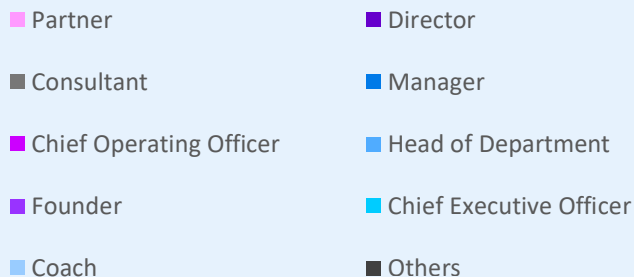 Partner
Director
Consultant
Manager
Chief Operating Officer
Head of Department
Founder
Chief Executive Officer
Coach
Others